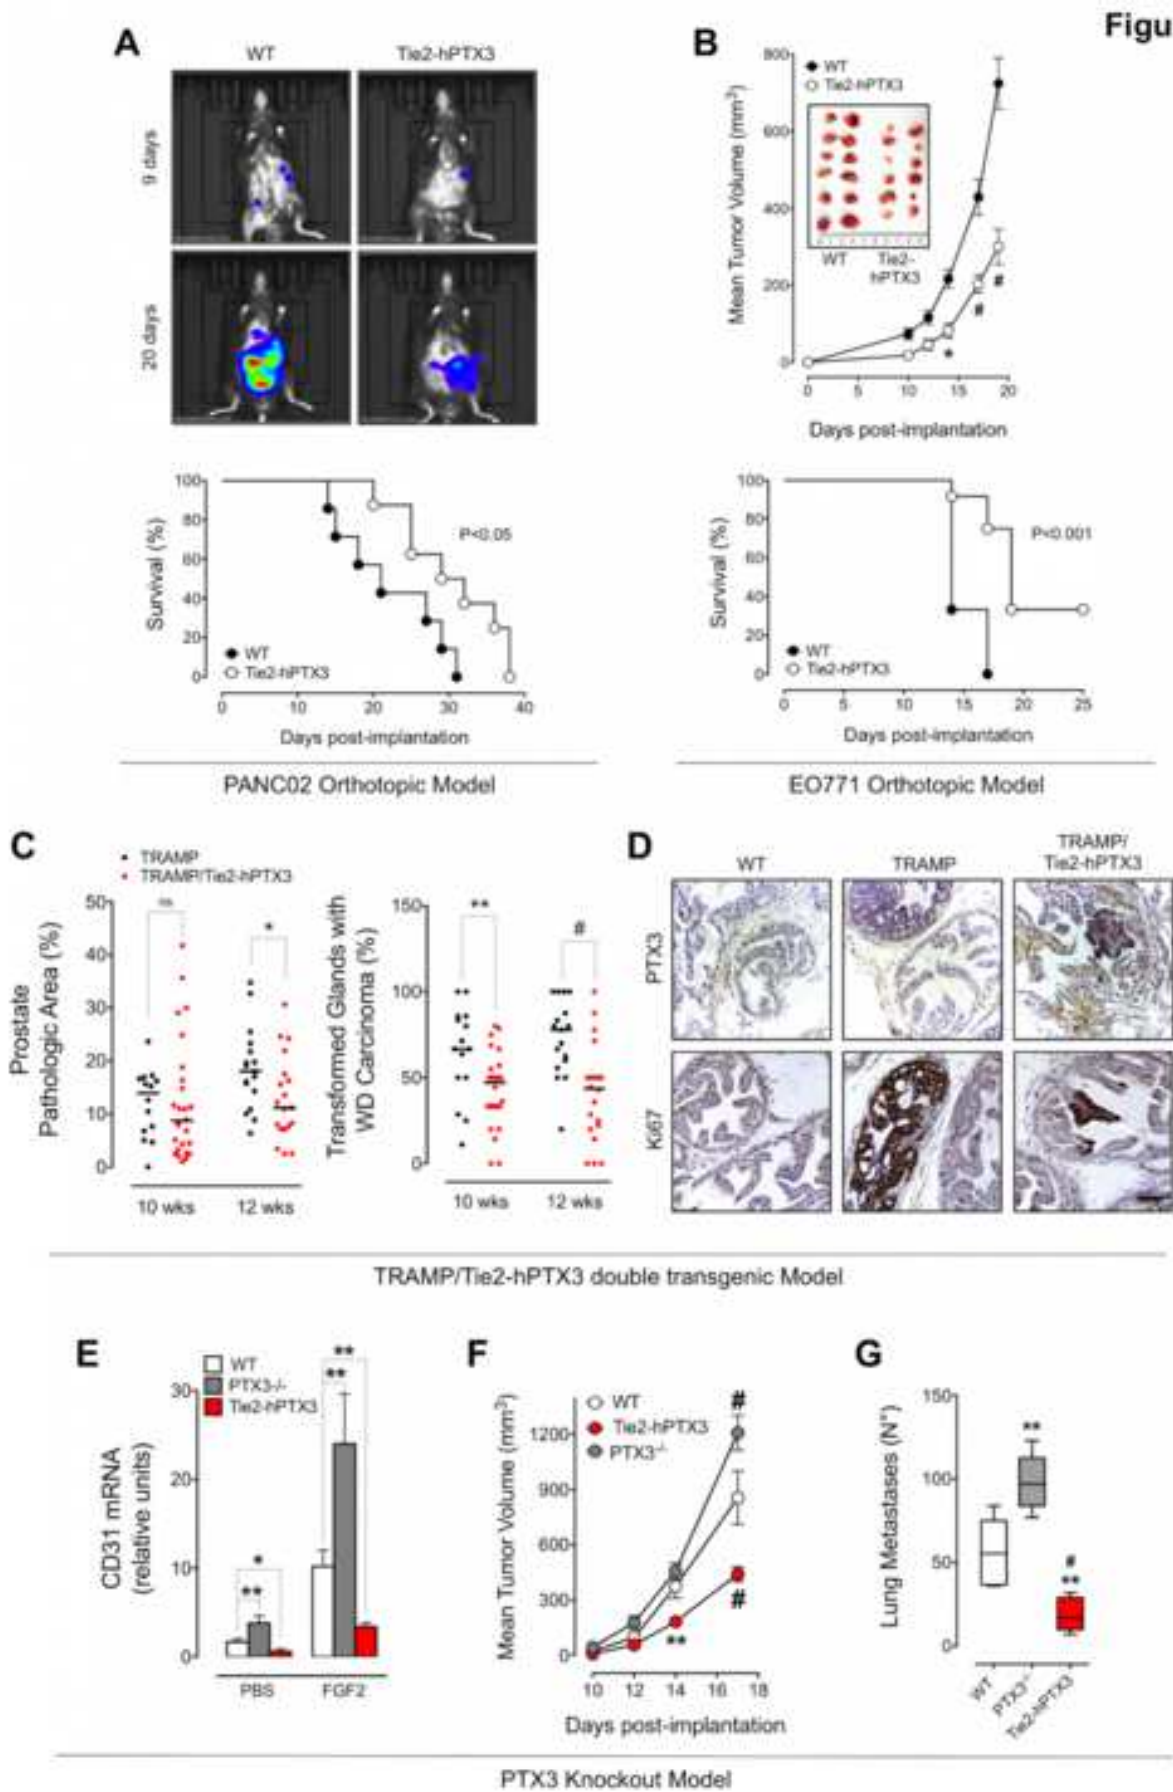 Figu
A
WT
Tie2-hPTX3
9 days
20 days
100
80
60
40
20
0
Survival (%)
P<0.05
WT
Tie2-hPTX3
0 10 20 30 40
Days post-implantation
PANC02 Orthotopic Model
B
800
600
400
200
0
Mean Tumor Volume (mm³)
WT
Tie2-hPTX3
WT
Tie2-
hPTX3
#
#
*
0 5 10 15 20
Days post-implantation
100
80
60
40
20
0
Survival (%)
P<0.001
WT
Tie2-hPTX3
0 5 10 15 20 25
Days post-implantation
EO771 Orthotopic Model
C
TRAMP
TRAMP/Tie2-hPTX3
Prostate
Pathologic Area (%)
50
40
30
20
10
0
ns
*
10 wks
12 wks
Transformed Glands with
WD Carcinoma (%)
150
100
50
0
**
#
10 wks
12 wks
D
WT
TRAMP
TRAMP/
Tie2-hPTX3
PTX3
Ki67
TRAMP/Tie2-hPTX3 double transgenic Model
E
WT
PTX3-/-
Tie2-hPTX3
CD31 mRNA
(relative units)
30
20
10
0
*
**
**
**
PBS
FGF2
F
Mean Tumor Volume (mm³)
1200
900
600
300
0
WT
Tie2-hPTX3
PTX3-/-
#
#
**
10 12 14 16 18
Days post-implantation
G
Lung Metastases (N°)
150
100
50
0
**
#
**
WT
PTX3-/-
Tie2-hPTX3
PTX3 Knockout Model